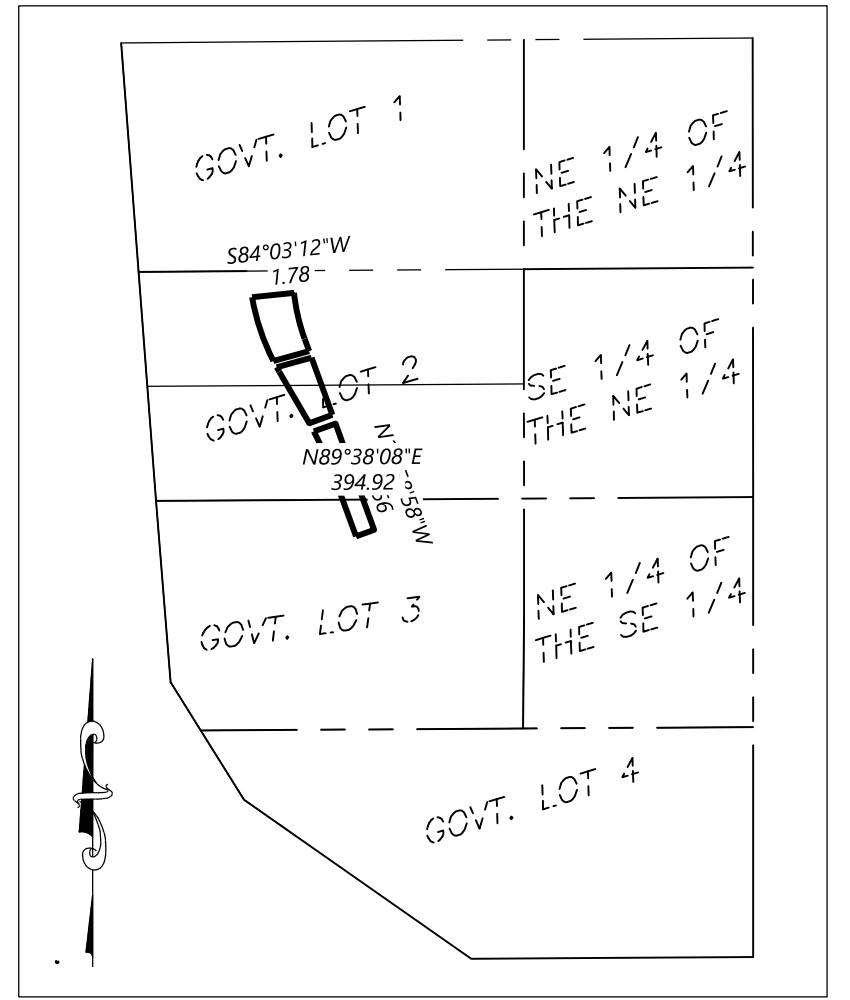 GOVT. LOT 1
NE 1/4 OF
THE NE 1/4
S84°03'12"W
1.78
GOVT. LOT 2
SE 1/4 OF
THE NE 1/4
N89°38'08"E
394.92
GOVT. LOT 3
NE 1/4 OF
THE SE 1/4
GOVT. LOT 4